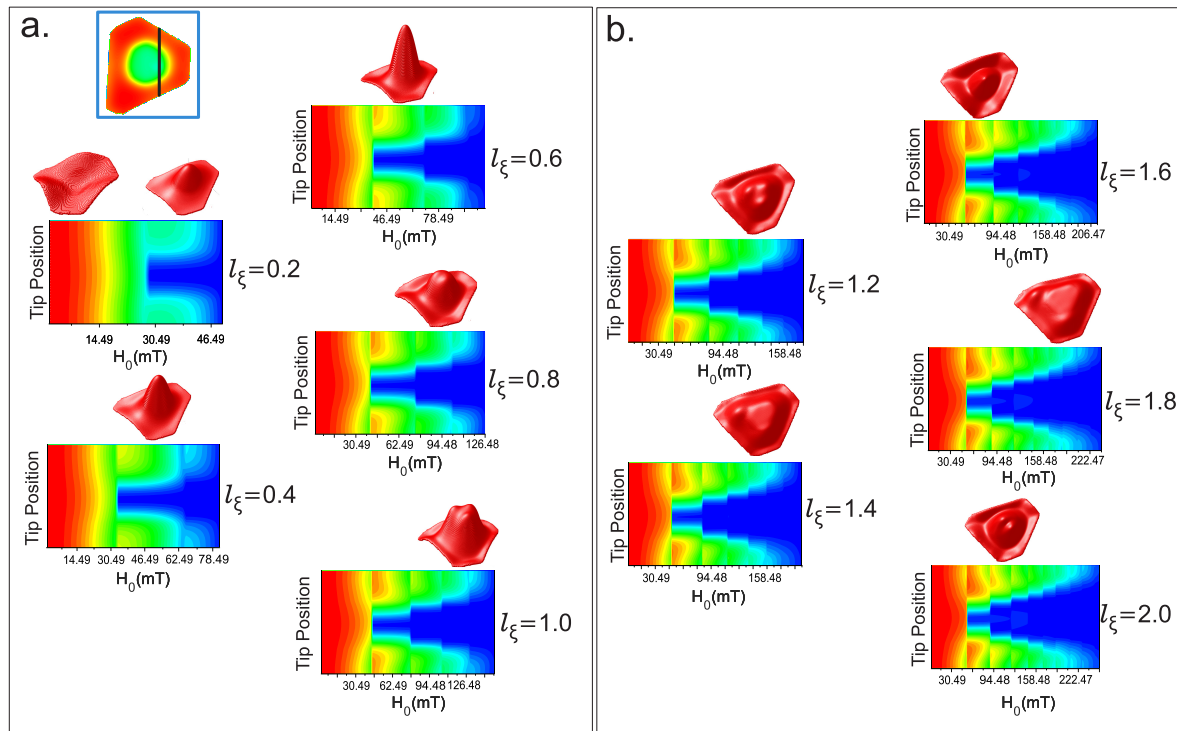 a.
Tip Position
14.49 30.49 46.49
H0(mT)
lξ=0.2
Tip Position
14.49 30.49 46.49 62.49 78.49
H0(mT)
lξ=0.4
Tip Position
14.49 46.49 78.49
H0(mT)
lξ=0.6
Tip Position
30.49 62.49 94.48 126.48
H0(mT)
lξ=0.8
Tip Position
30.49 62.49 94.48 126.48
H0(mT)
lξ=1.0
b.
Tip Position
30.49 94.48 158.48
H0(mT)
lξ=1.2
Tip Position
30.49 94.48 158.48
H0(mT)
lξ=1.4
Tip Position
30.49 94.48 158.48 206.47
H0(mT)
lξ=1.6
Tip Position
30.49 94.48 158.48 222.47
H0(mT)
lξ=1.8
Tip Position
30.49 94.48 158.48 222.47
H0(mT)
lξ=2.0